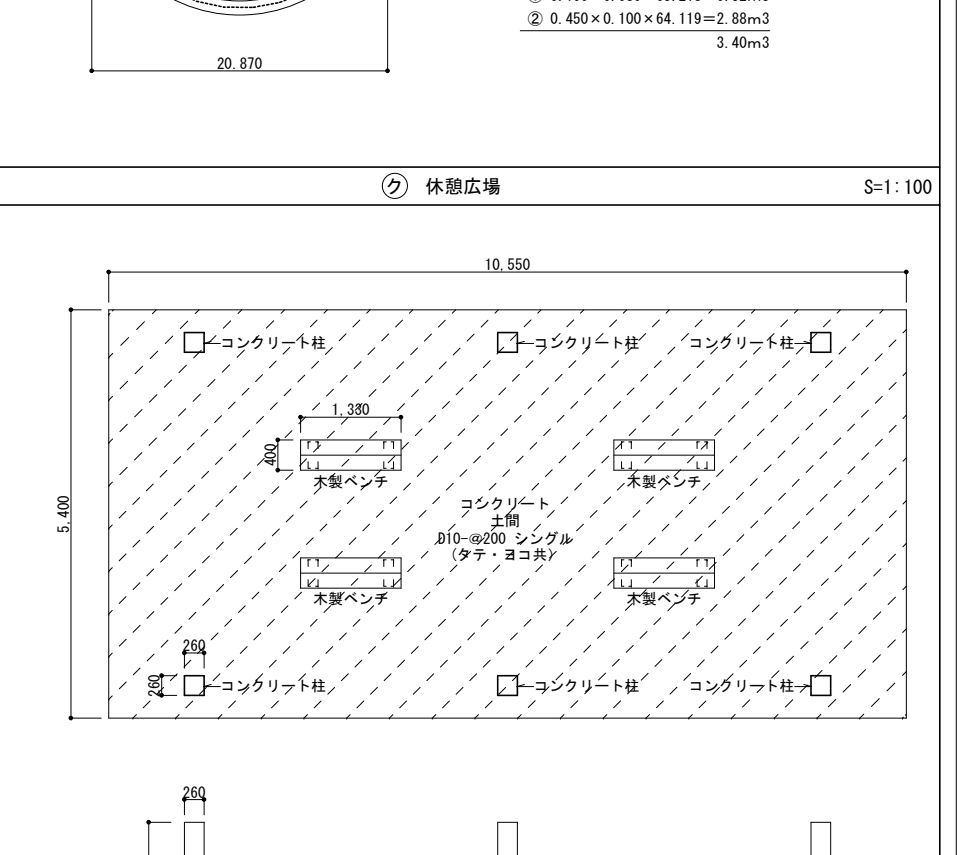 ② 0.450×0.100×64.119=2.88m3
3.40m3
20.870
ク 休憩広場 S=1:100
10,550
コンクリート柱 コンクリート柱 コンクリート柱
1,330
400
木製ベンチ 木製ベンチ
5,400
コンクリート
土間
D10-@200 シングル
(タテ・ヨコ共)
木製ベンチ 木製ベンチ
260
260
コンクリート柱 コンクリート柱 コンクリート柱
260